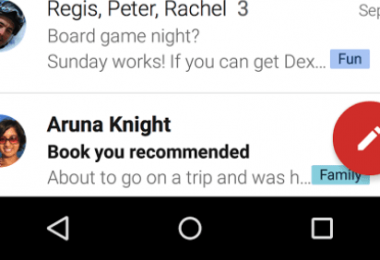 Regis, Peter, Rachel 3
Sep
Board game night?
Sunday works! If you can get Dex... Fun
Aruna Knight
Book you recommended
About to go on a trip and was h... Family